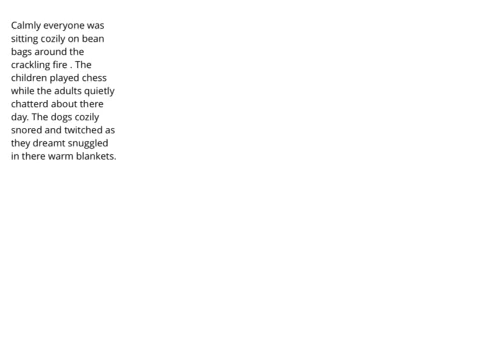 Calmly everyone was
sitting cozily on bean
bags around the
crackling fire . The
children played chess
while the adults quietly
chatterd about there
day. The dogs cozily
snored and twitched as
they dreamt snuggled
in there warm blankets.